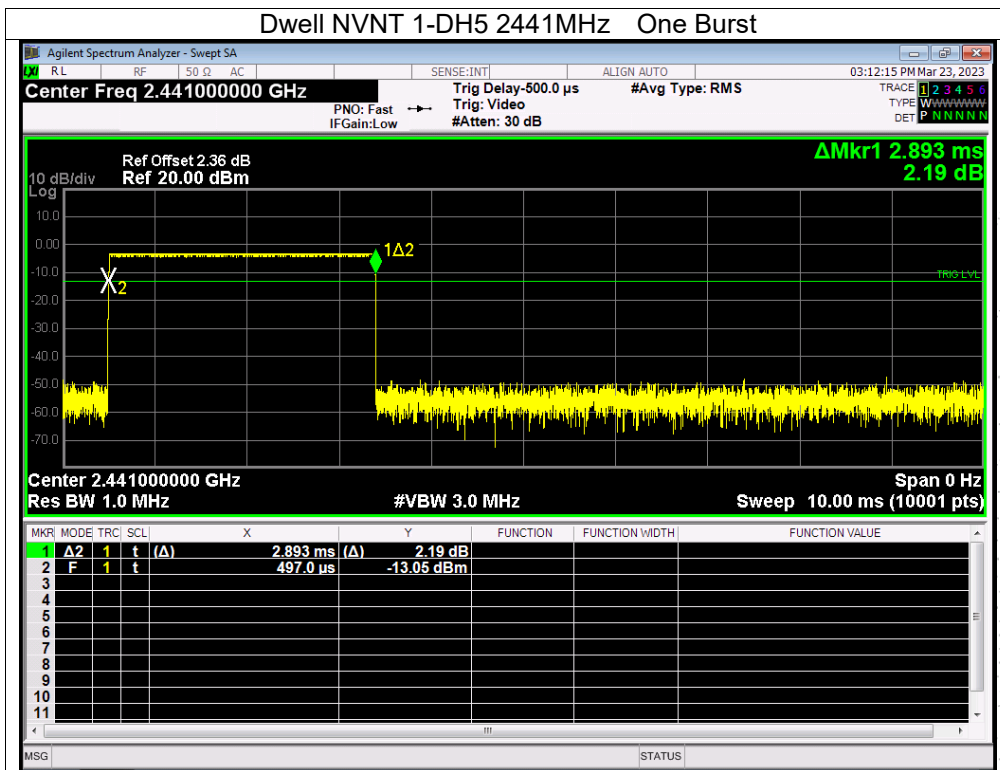 Dwell NVNT 1-DH5 2441MHz One Burst
Agilent Spectrum Analyzer - Swept SA
LXI RL RF 50 Ω AC SENSE:INT ALIGN AUTO 03:12:15 PM Mar 23, 2023
Center Freq 2.441000000 GHz
PNO: Fast
IFGain:Low
Trig Delay-500.0 µs
Trig: Video
#Atten: 30 dB
#Avg Type: RMS
TRACE 1 2 3 4 5 6
TYPE WWWWWWW
DET P N N N N N
ΔMkr1 2.893 ms
2.19 dB
Ref Offset 2.36 dB
10 dB/div Ref 20.00 dBm
Log
10.0
0.00
-10.0
-20.0
-30.0
-40.0
-50.0
-60.0
-70.0
1Δ2
2
TRIG LVL
Center 2.441000000 GHz Span 0 Hz
Res BW 1.0 MHz #VBW 3.0 MHz Sweep 10.00 ms (10001 pts)
MKR MODE TRC SCL X Y FUNCTION FUNCTION WIDTH FUNCTION VALUE
1 Δ2 1 t (Δ) 2.893 ms (Δ) 2.19 dB
2 F 1 t 497.0 µs -13.05 dBm
3
4
5
6
7
8
9
10
11
MSG STATUS